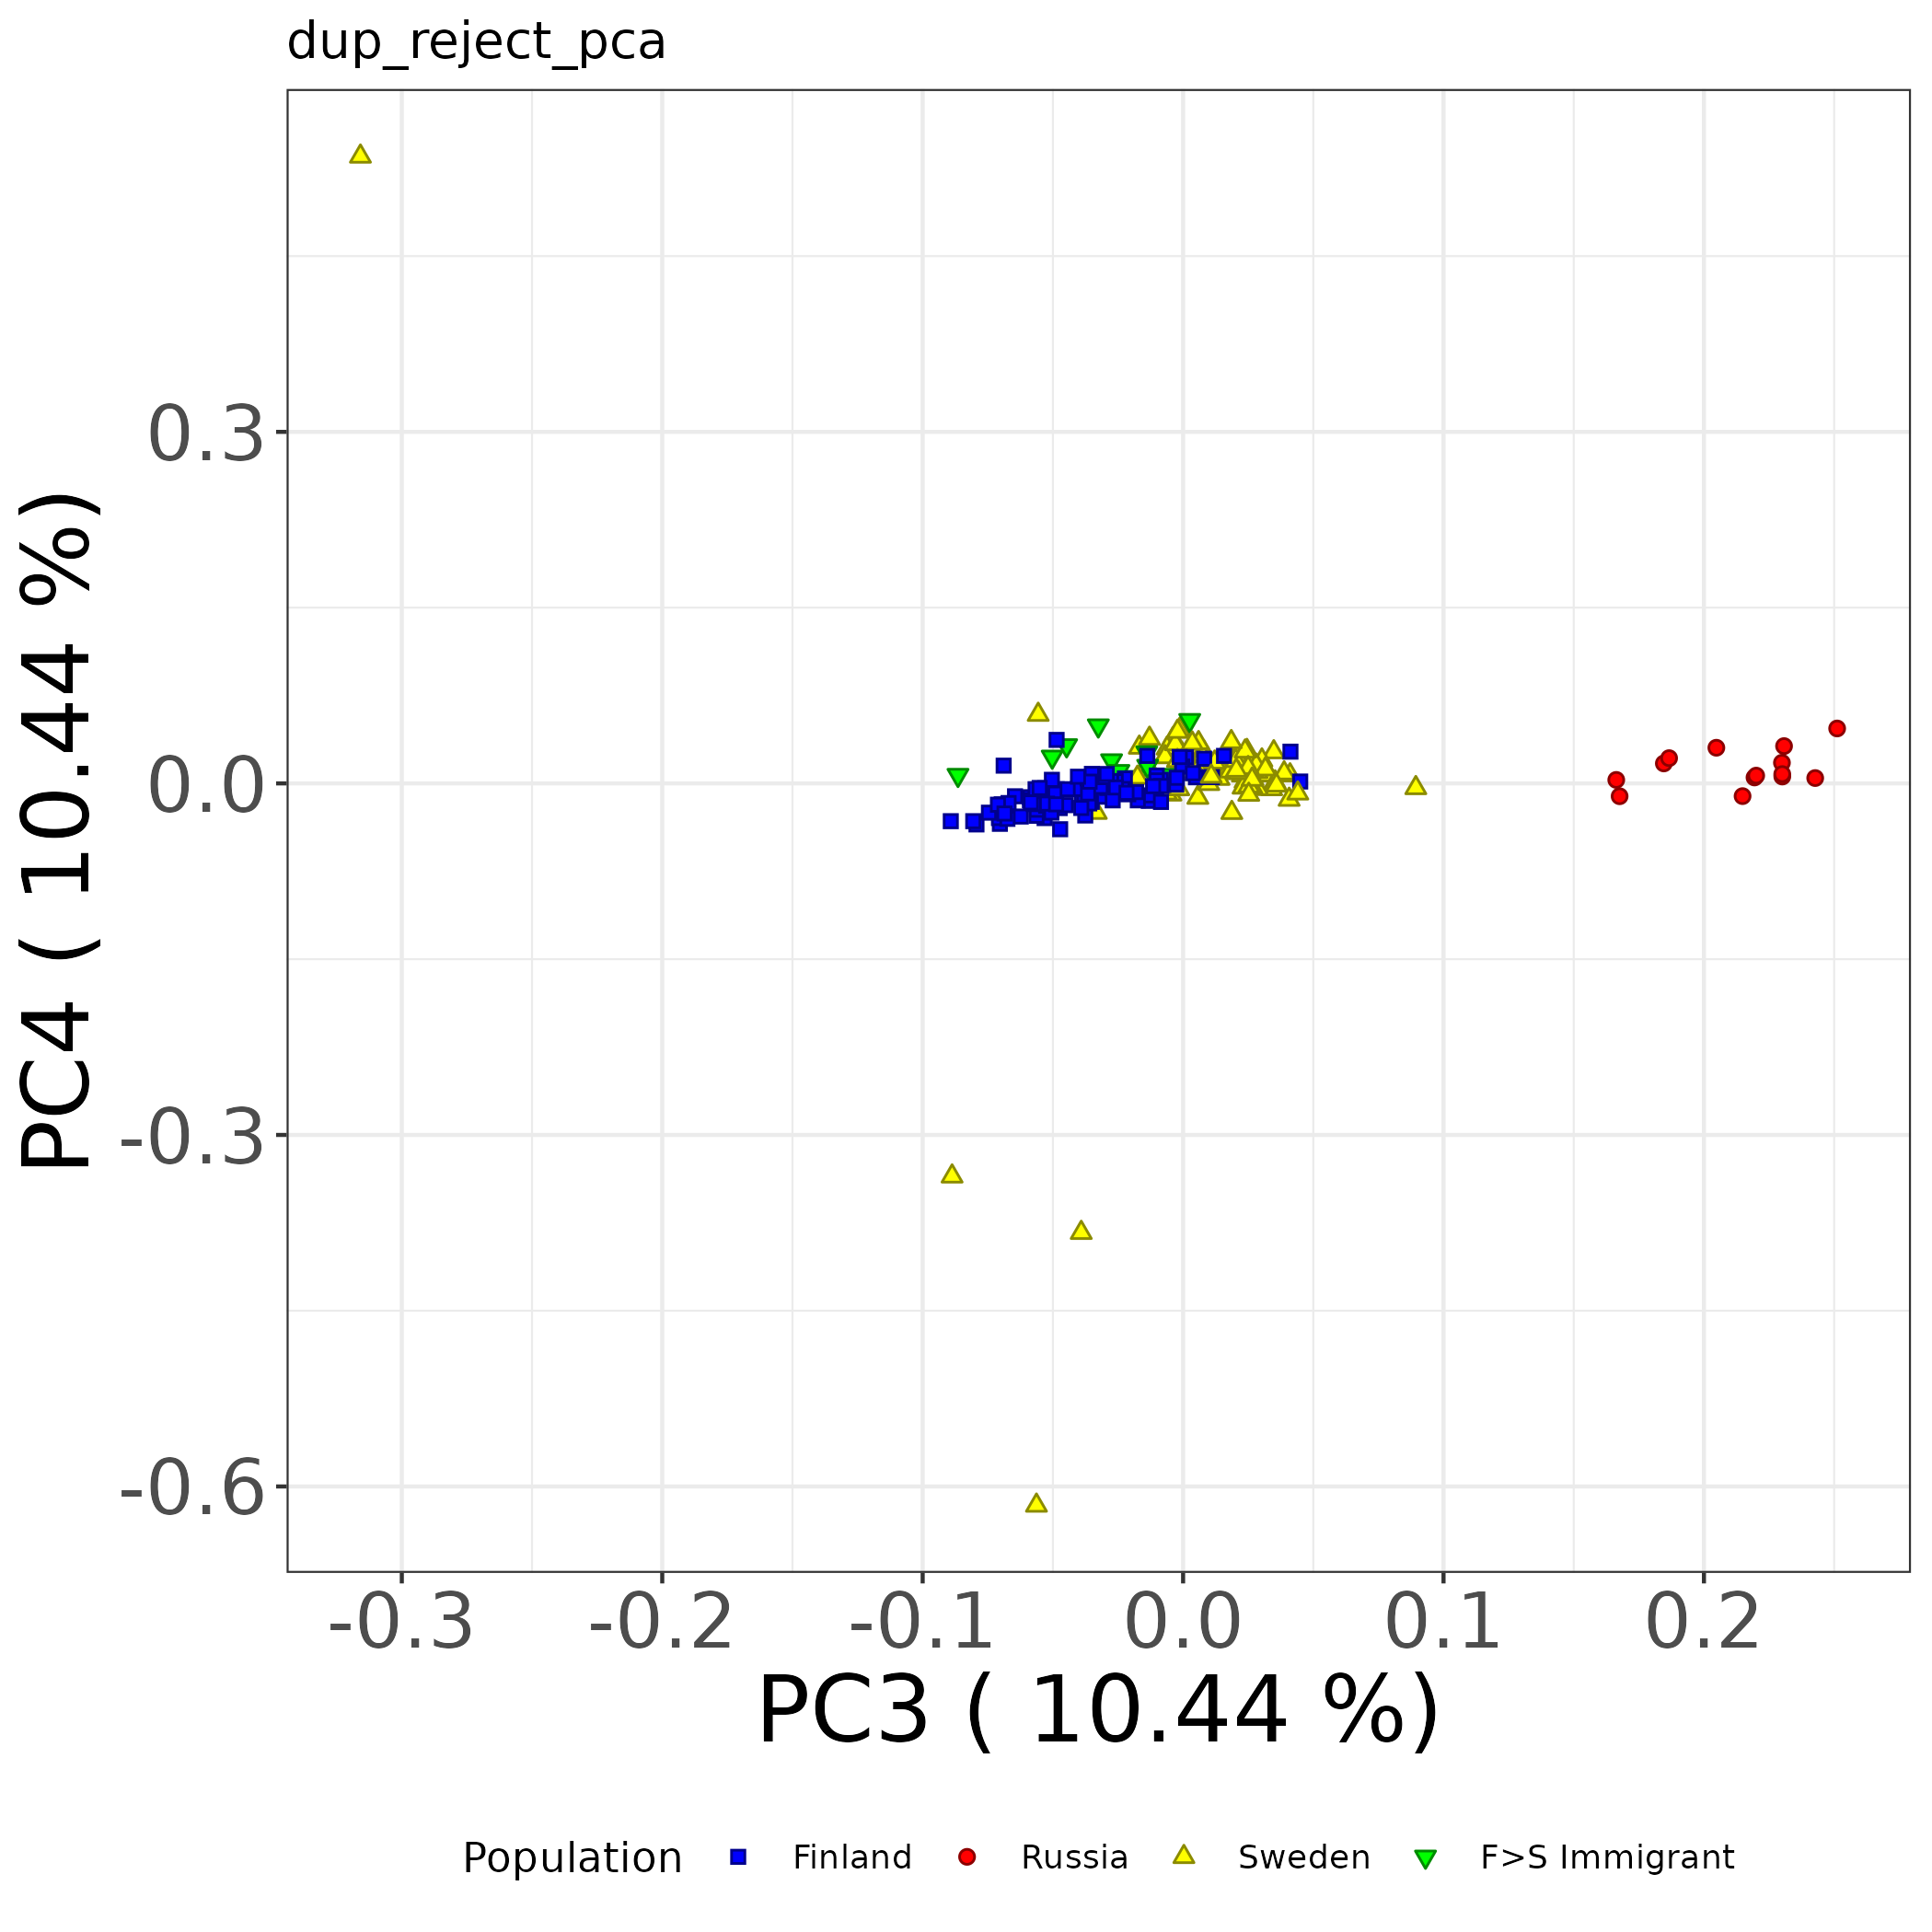 dup_reject_pca
PC4 ( 10.44 %)
0.3
0.0
-0.3
-0.6
-0.3 -0.2 -0.1 0.0 0.1 0.2
PC3 ( 10.44 %)
Population Finland Russia Sweden F>S Immigrant